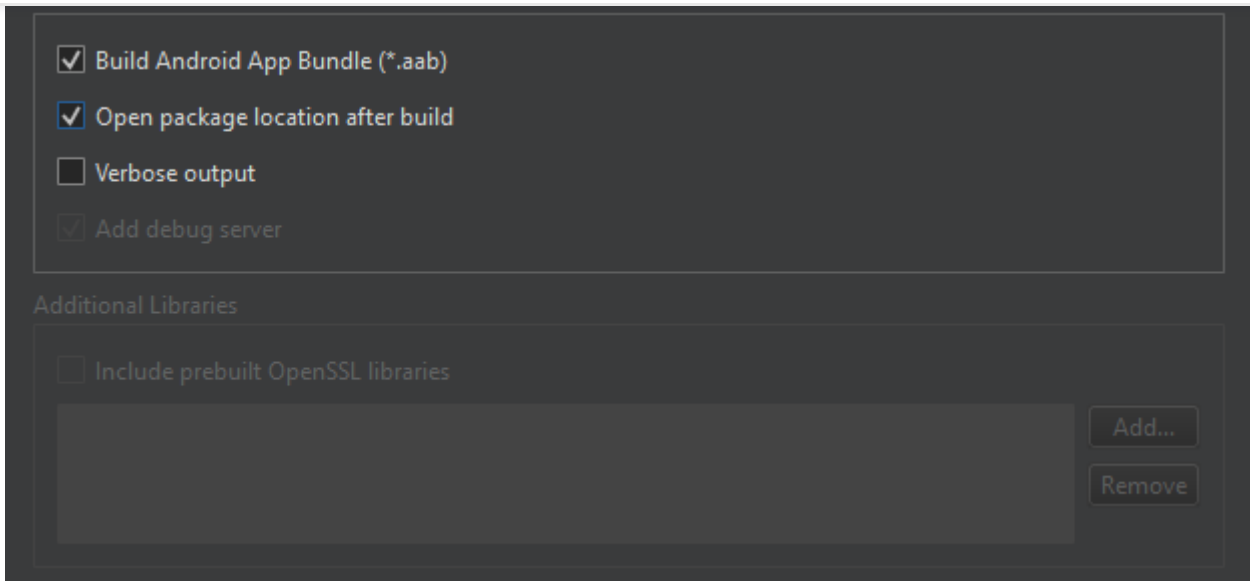 Build Android App Bundle (*.aab)
Open package location after build
Verbose output
Add debug server
Additional Libraries
Include prebuilt OpenSSL libraries
Add...
Remove